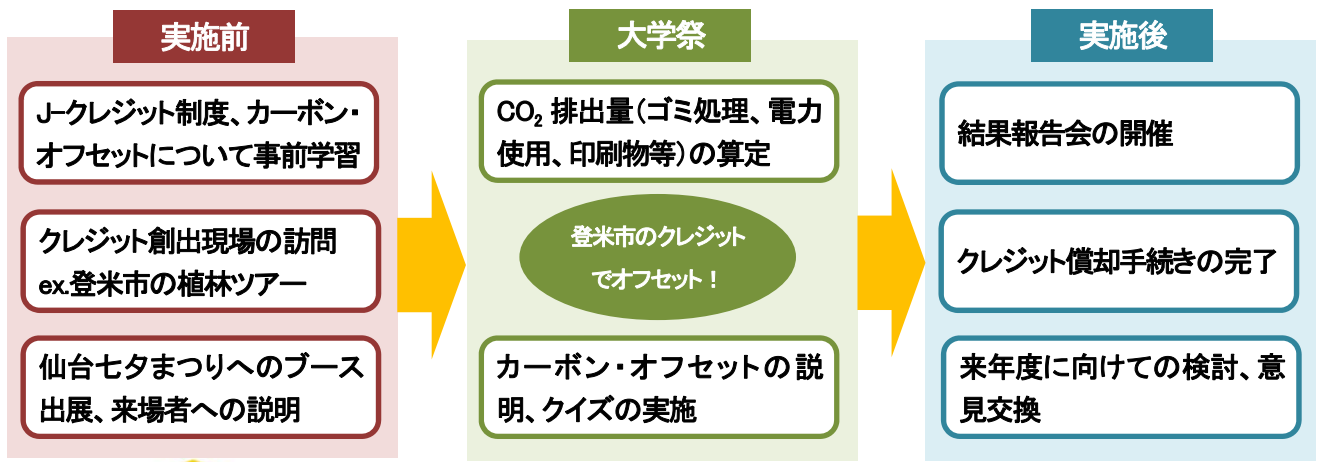 実施前
J-クレジット制度、カーボン・
オフセットについて事前学習
クレジット創出現場の訪問
ex.登米市の植林ツアー
仙台七夕まつりへのブース
出展、来場者への説明
大学祭
CO₂ 排出量（ゴミ処理、電力
使用、印刷物等）の算定
登米市のクレジット
でオフセット！
カーボン・オフセットの説
明、クイズの実施
実施後
結果報告会の開催
クレジット償却手続きの完了
来年度に向けての検討、意
見交換